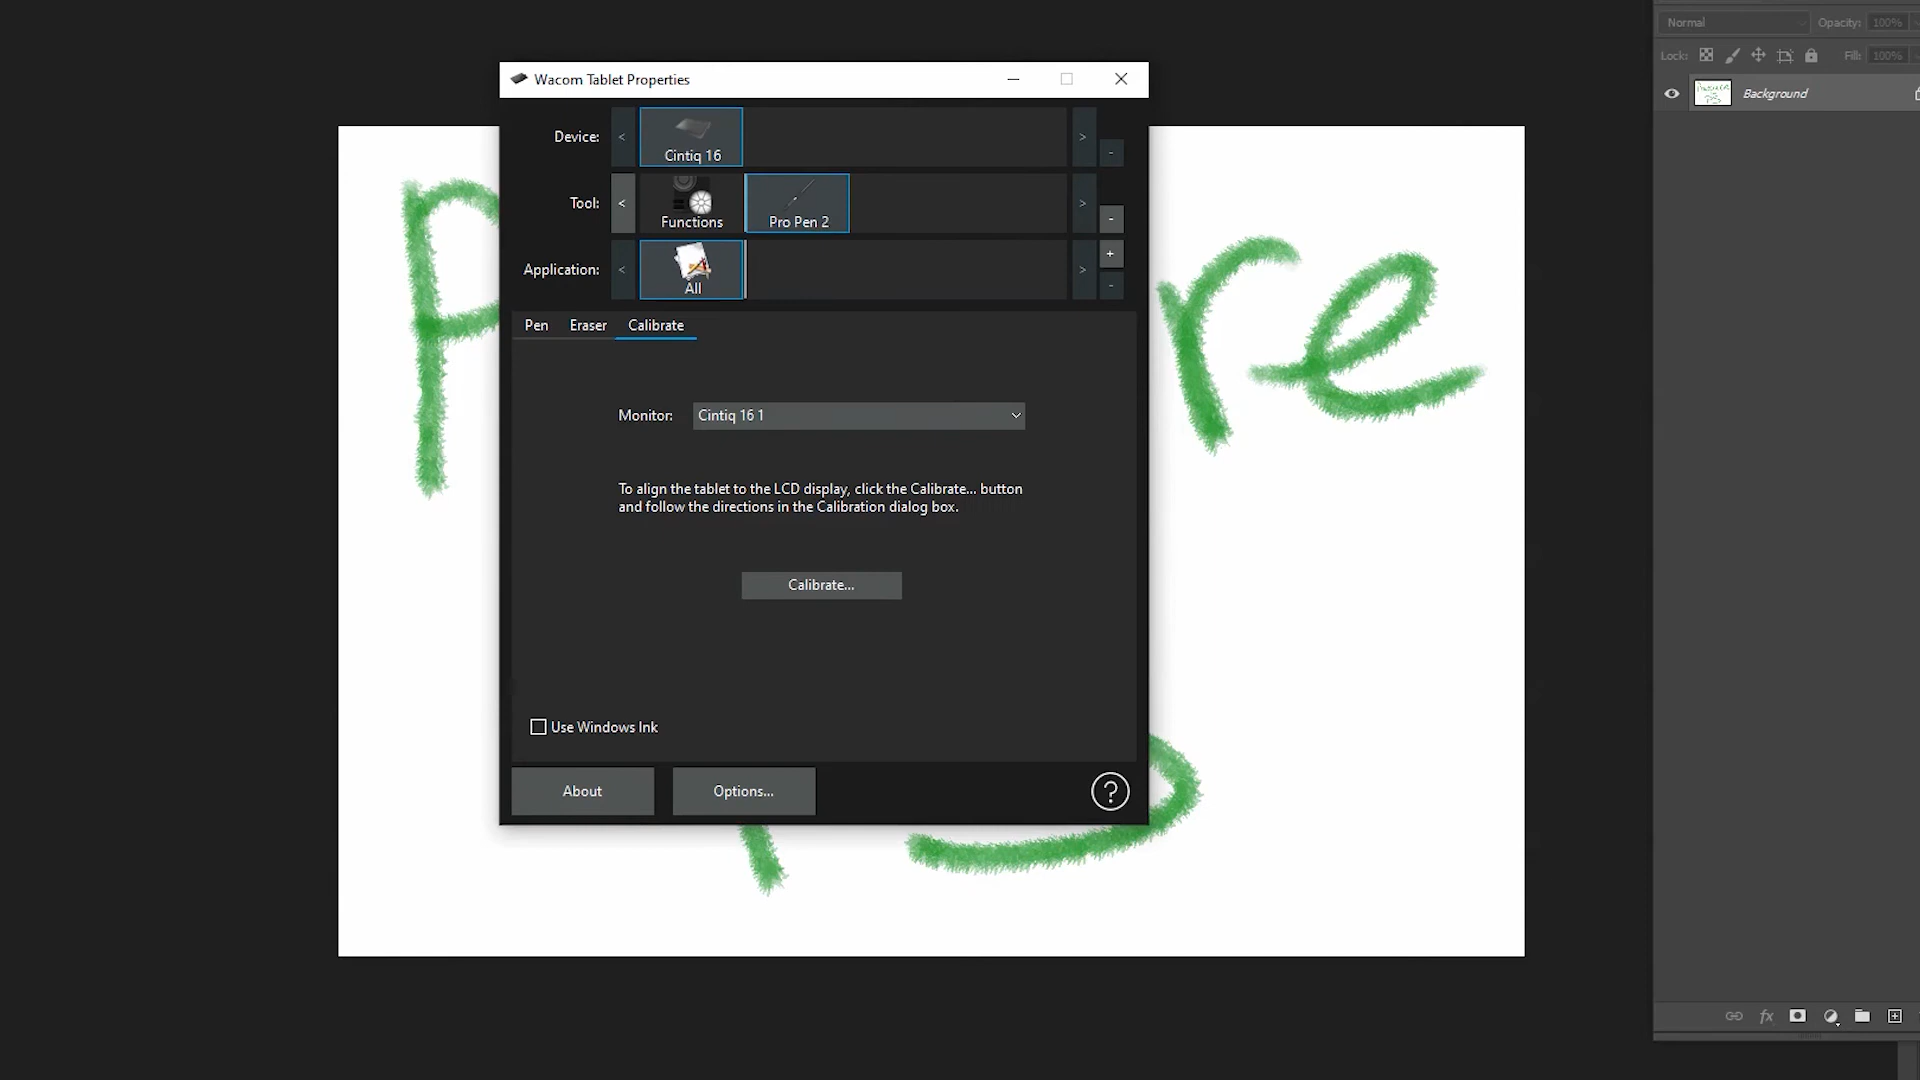 Normal
Opacity: 100%
Lock:
Fill: 100%
Background
Wacom Tablet Properties
Device:
Cintiq 16
Tool:
Functions
Pro Pen 2
Application:
All
Pen Eraser Calibrate
Monitor: Cintiq 16 1
To align the tablet to the LCD display, click the Calibrate... button
and follow the directions in the Calibration dialog box.
Calibrate...
Use Windows Ink
About
Options...
P re